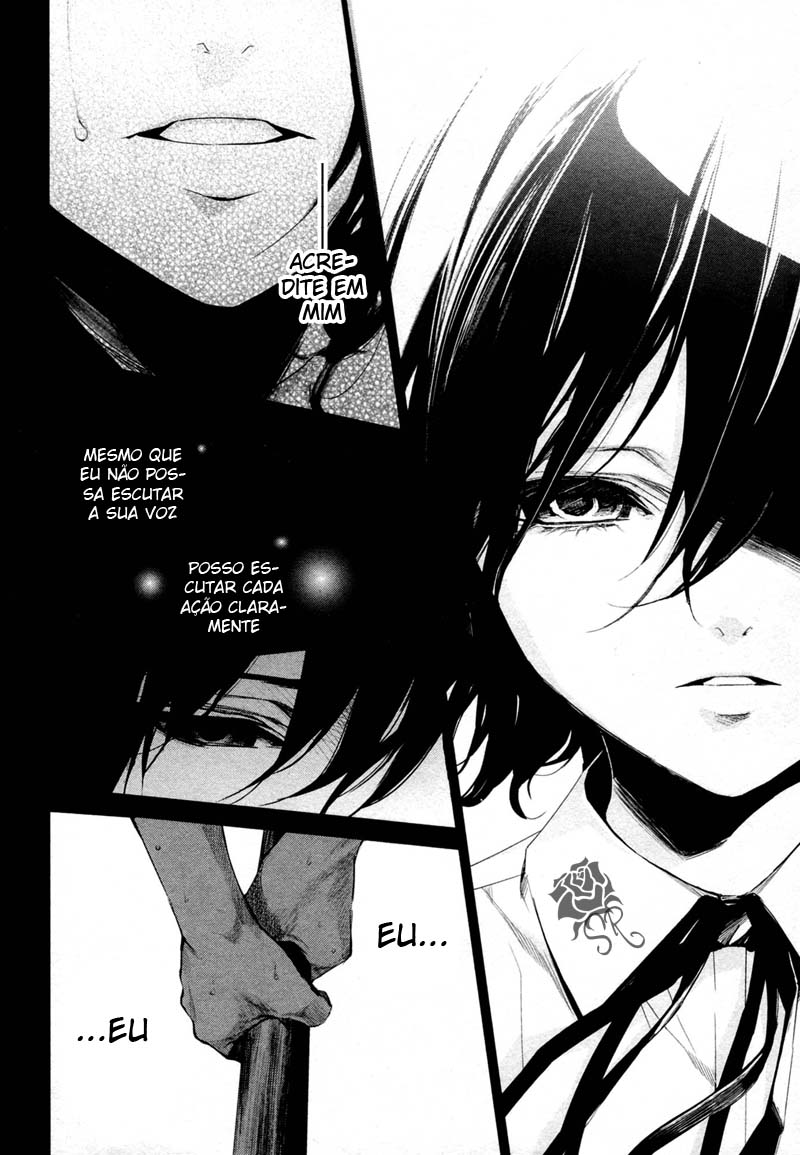 ACRE-
DITE EM
MIM
MESMO QUE
EU NÃO POS-
SA ESCUTAR
A SUA VOZ
POSSO ES-
CUTAR CADA
AÇÃO CLARA-
MENTE
EU...
...EU
SR